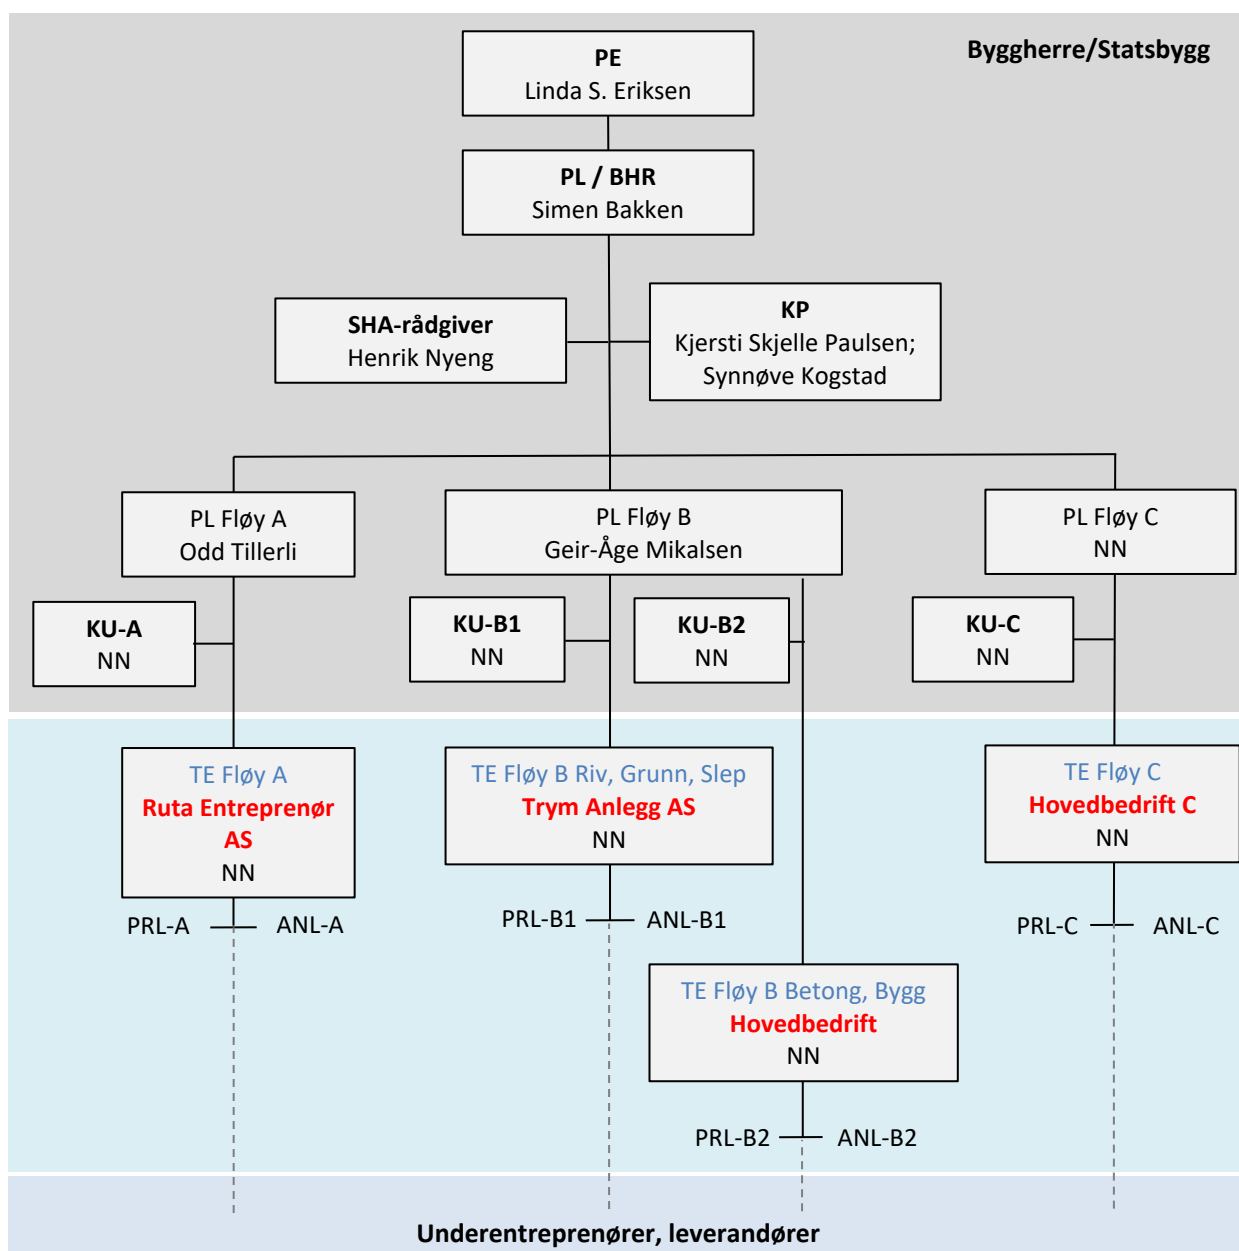 Byggherre/Statsbygg
PE
Linda S. Eriksen
PL / BHR
Simen Bakken
SHA-rådgiver
Henrik Nyeng
KP
Kjersti Skjelle Paulsen;
Synnøve Kogstad
PL Fløy A
Odd Tillerli
PL Fløy B
Geir-Åge Mikalsen
PL Fløy C
NN
KU-A
NN
KU-B1
NN
KU-B2
NN
KU-C
NN
TE Fløy A
Ruta Entreprenør
AS
NN
TE Fløy B Riv, Grunn, Slep
Trym Anlegg AS
NN
TE Fløy C
Hovedbedrift C
NN
PRL-A
ANL-A
PRL-B1
ANL-B1
PRL-C
ANL-C
TE Fløy B Betong, Bygg
Hovedbedrift
NN
PRL-B2
ANL-B2
Underentreprenører, leverandører